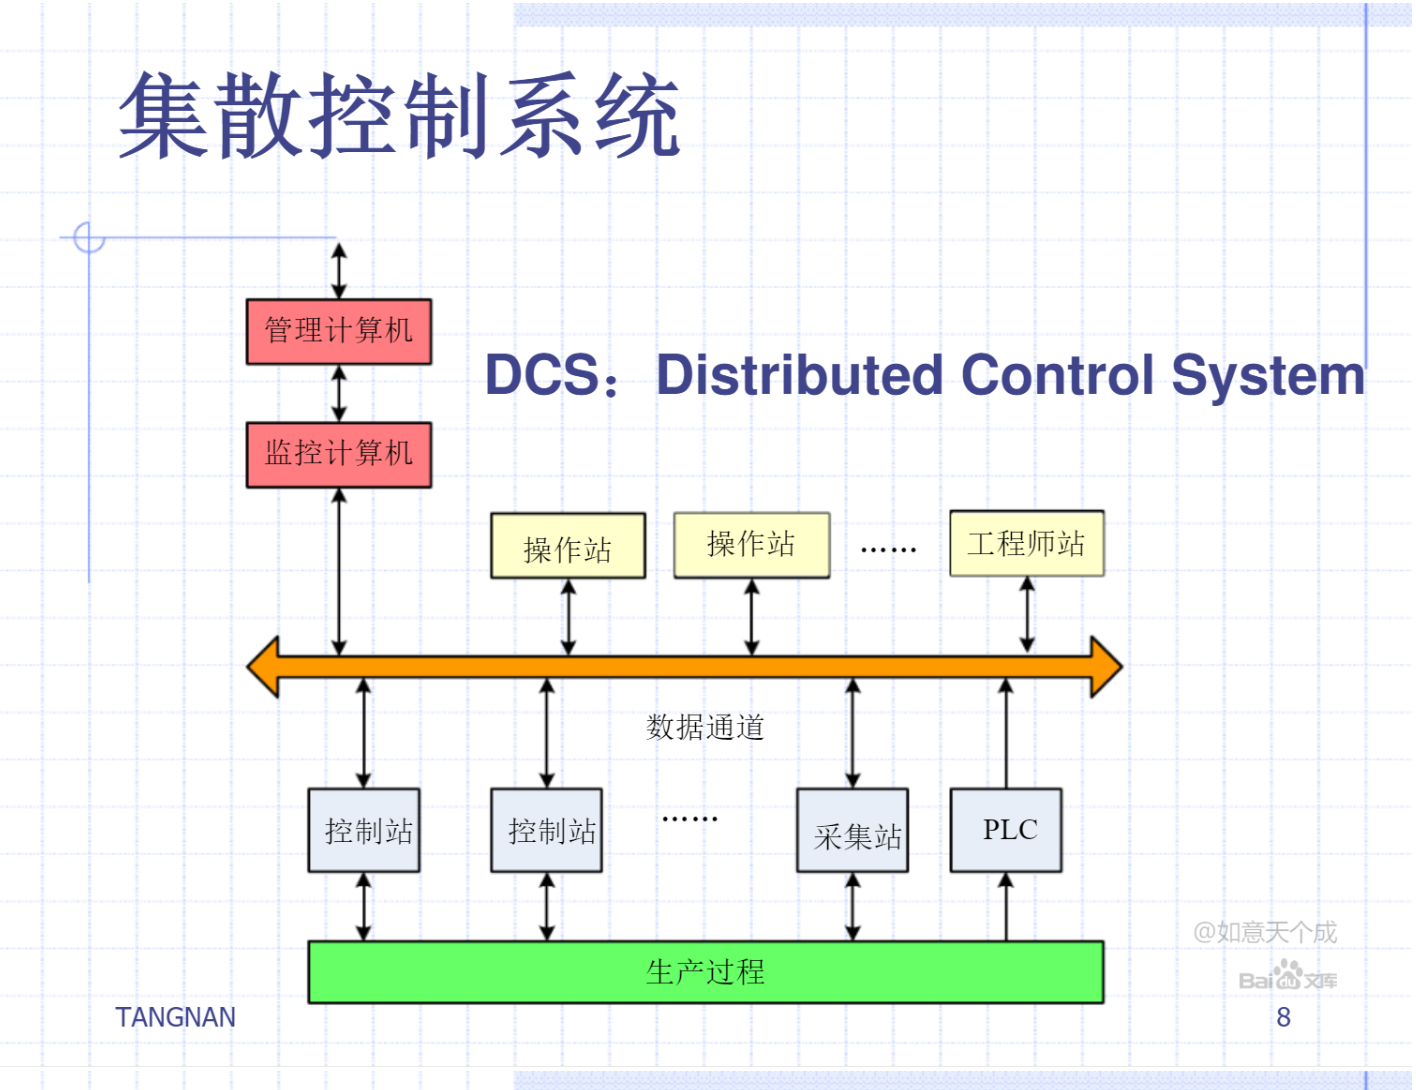 集散控制系统
管理计算机
DCS：Distributed Control System
监控计算机
操作站
操作站
......
工程师站
数据通道
控制站
控制站
......
采集站
PLC
生产过程
@如意天个成
Bai du 文库
TANGNAN
8